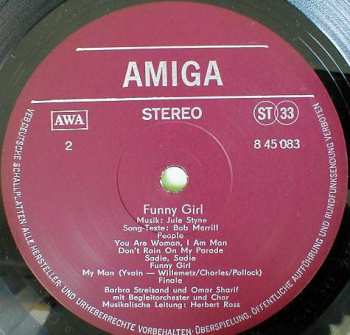 AMIGA
AWA
STEREO
ST 33
2
8 45 083
Funny Girl
Musik: Jule Styne
Song-Texte: Bob Merrill
People
You Are Woman, I Am Man
Don't Rain On My Parade
Sadie, Sadie
Funny Girl
My Man (Yvain – Willemetz/Charles/Pollock)
Finale
Barbra Streisand und Omar Sharif
mit Begleitorchester und Chor
Musikalische Leitung: Herbert Ross
VEB DEUTSCHE SCHALLPLATTEN ALLE HERSTELLER- UND URHEBERRECHTE VORBEHALTEN · ÜBERSPIELUNG, ÖFFENTLICHE AUFFÜHRUNG UND RUNDFUNKSENDUNG VERBOTEN